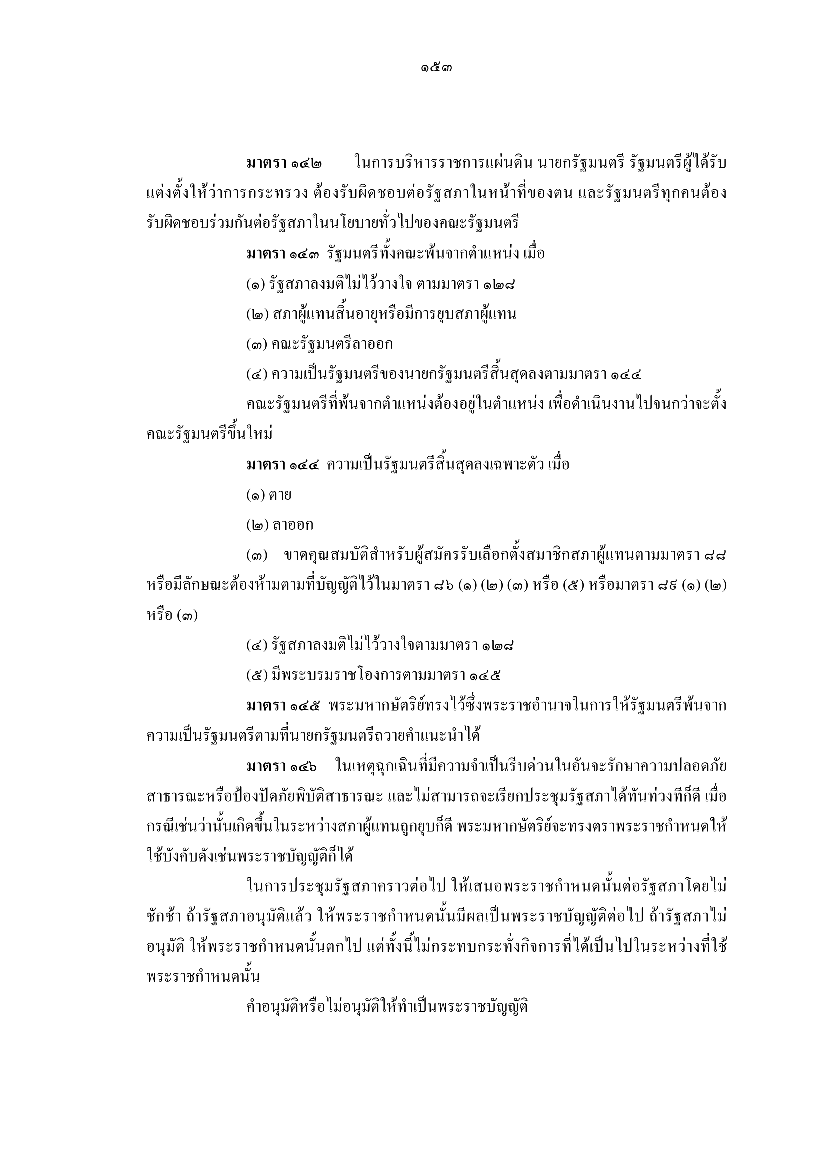 ๑๕๓
มาตรา ๑๔๒ ในการบริหารราชการแผ่นดิน นายกรัฐมนตรี รัฐมนตรีผู้ได้รับ
แต่งตั้งให้ว่าการกระทรวง ต้องรับผิดชอบต่อรัฐสภาในหน้าที่ของตน และรัฐมนตรีทุกคนต้อง
รับผิดชอบร่วมกันต่อรัฐสภาในนโยบายทั่วไปของคณะรัฐมนตรี
มาตรา ๑๔๓ รัฐมนตรีทั้งคณะพ้นจากตำแหน่ง เมื่อ
(๑) รัฐสภาลงมติไม่ไว้วางใจ ตามมาตรา ๑๒๘
(๒) สภาผู้แทนสิ้นอายุหรือมีการยุบสภาผู้แทน
(๓) คณะรัฐมนตรีลาออก
(๔) ความเป็นรัฐมนตรีของนายกรัฐมนตรีสิ้นสุดลงตามมาตรา ๑๔๔
คณะรัฐมนตรีที่พ้นจากตำแหน่งต้องอยู่ในตำแหน่ง เพื่อดำเนินงานไปจนกว่าจะตั้ง
คณะรัฐมนตรีขึ้นใหม่
มาตรา ๑๔๔ ความเป็นรัฐมนตรีสิ้นสุดลงเฉพาะตัว เมื่อ
(๑) ตาย
(๒) ลาออก
(๓) ขาดคุณสมบัติสำหรับผู้สมัครรับเลือกตั้งสมาชิกสภาผู้แทนตามมาตรา ๘๘
หรือมีลักษณะต้องห้ามตามที่บัญญัติไว้ในมาตรา ๘๖ (๑) (๒) (๓) หรือ (๕) หรือมาตรา ๘๙ (๑) (๒)
หรือ (๓)
(๔) รัฐสภาลงมติไม่ไว้วางใจตามมาตรา ๑๒๘
(๕) มีพระบรมราชโองการตามมาตรา ๑๔๕
มาตรา ๑๔๕ พระมหากษัตริย์ทรงไว้ซึ่งพระราชอำนาจในการให้รัฐมนตรีพ้นจาก
ความเป็นรัฐมนตรีตามที่นายกรัฐมนตรีถวายคำแนะนำได้
มาตรา ๑๔๖ ในเหตุฉุกเฉินที่มีความจำเป็นรีบด่วนในอันจะรักษาความปลอดภัย
สาธารณะหรือป้องปัดภัยพิบัติสาธารณะ และไม่สามารถจะเรียกประชุมรัฐสภาได้ทันท่วงทีก็ดี เมื่อ
กรณีเช่นว่านั้นเกิดขึ้นในระหว่างสภาผู้แทนถูกยุบก็ดี พระมหากษัตริย์จะทรงตราพระราชกำหนดให้
ใช้บังคับดังเช่นพระราชบัญญัติก็ได้
ในการประชุมรัฐสภาคราวต่อไป ให้เสนอพระราชกำหนดนั้นต่อรัฐสภาโดยไม่
ชักช้า ถ้ารัฐสภาอนุมัติแล้ว ให้พระราชกำหนดนั้นมีผลเป็นพระราชบัญญัติต่อไป ถ้ารัฐสภาไม่
อนุมัติ ให้พระราชกำหนดนั้นตกไป แต่ทั้งนี้ไม่กระทบกระทั่งกิจการที่ได้เป็นไปในระหว่างที่ใช้
พระราชกำหนดนั้น
คำอนุมัติหรือไม่อนุมัติให้ทำเป็นพระราชบัญญัติ